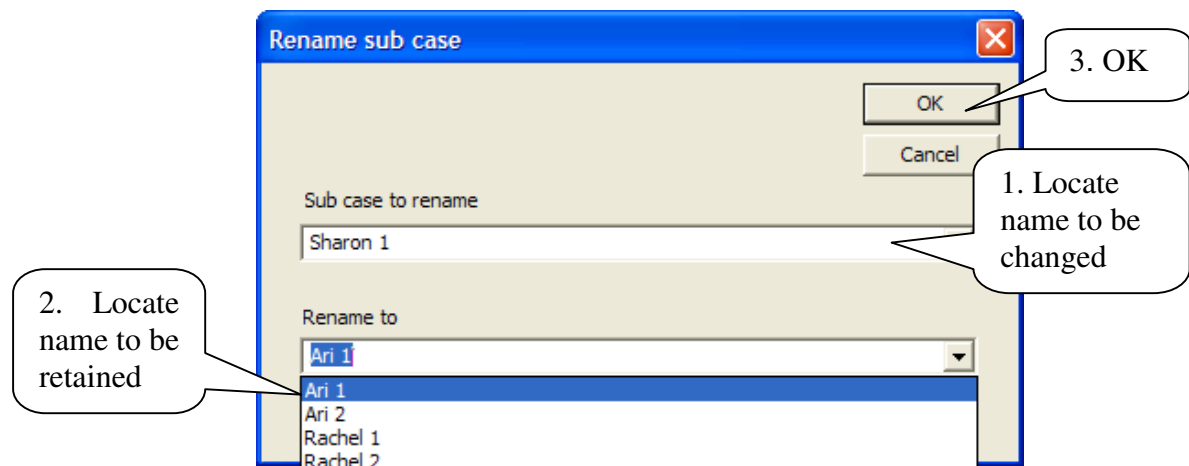 Rename sub case
3. OK
OK
Cancel
1. Locate
name to be
changed
Sub case to rename
Sharon 1
2. Locate
name to be
retained
Rename to
Ari 1
Ari 1
Ari 2
Rachel 1
Rachel 2